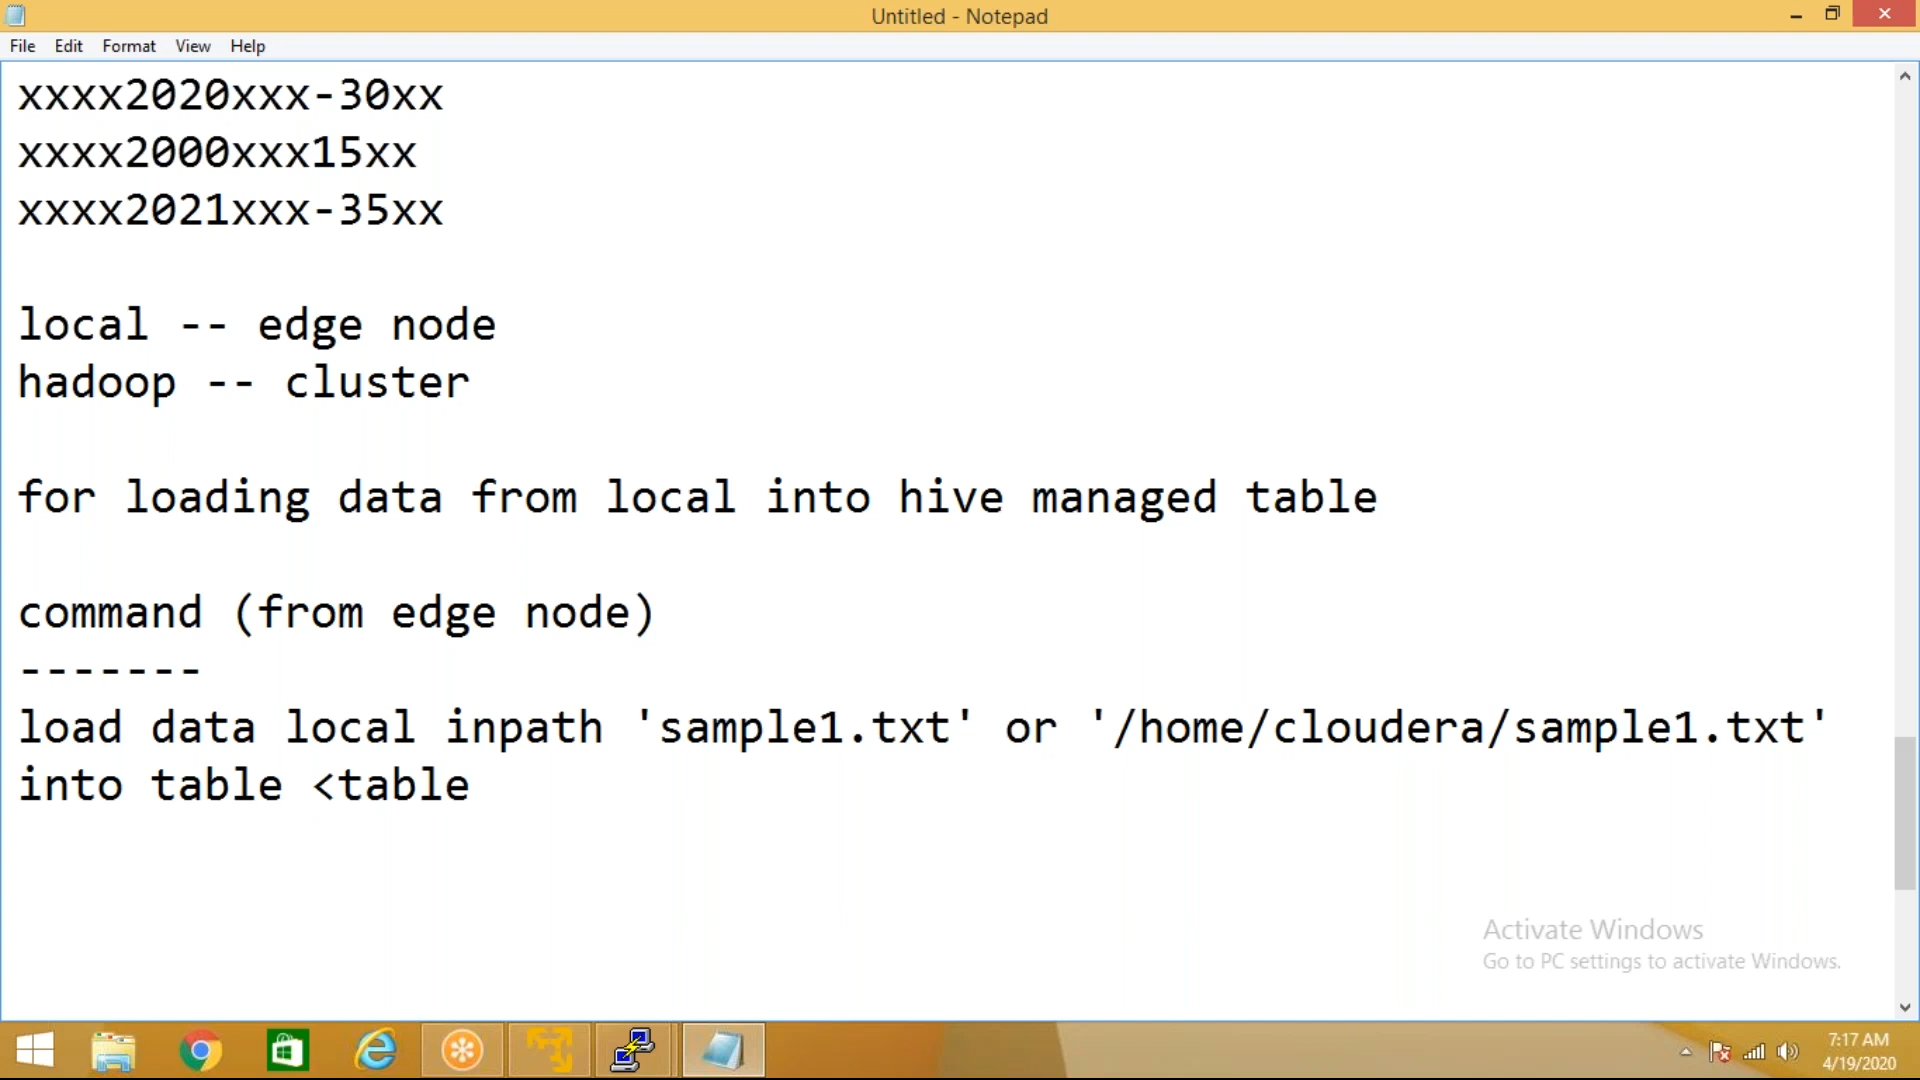 Untitled - Notepad
File Edit Format View Help
xxxx2020xxx-30xx
xxxx2000xxx15xx
xxxx2021xxx-35xx
local -- edge node
hadoop -- cluster
for loading data from local into hive managed table
command (from edge node)
-------
load data local inpath 'sample1.txt' or '/home/cloudera/sample1.txt'
into table <table
Activate Windows
Go to PC settings to activate Windows.
7:17 AM
4/19/2020